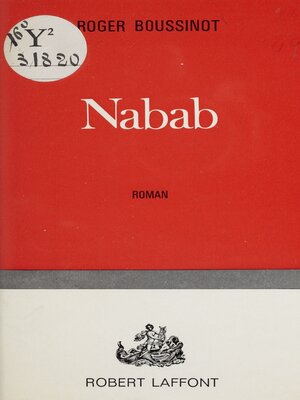 ROGER BOUSSINOT
16°
Y²
31820
Nabab
ROMAN
ROBERT LAFFONT